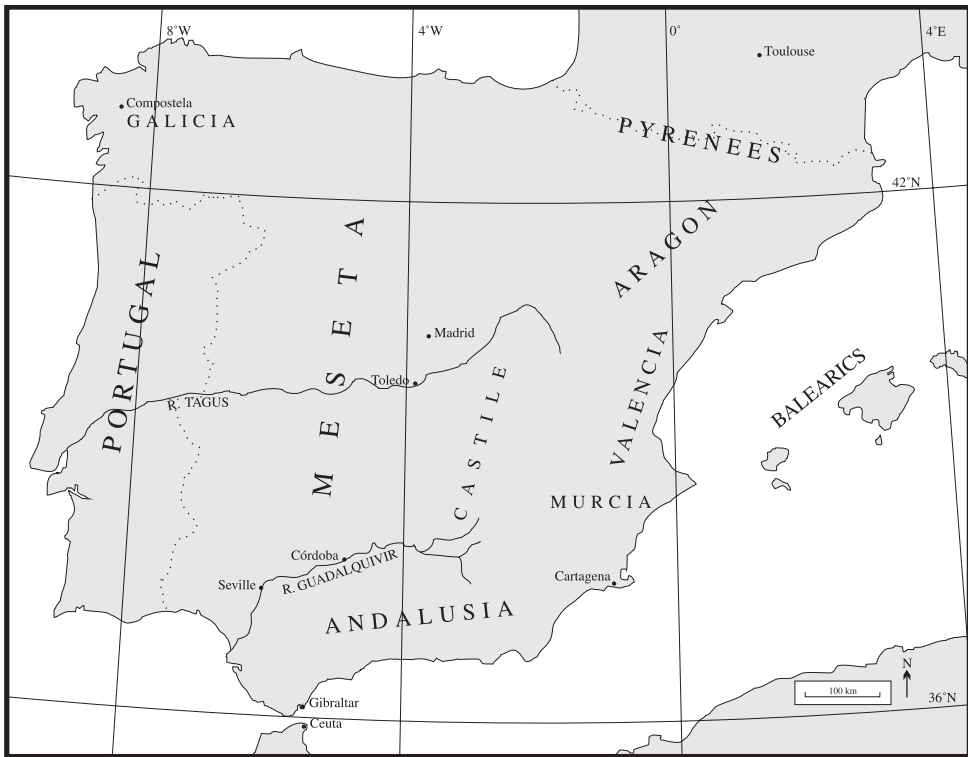 8˚W
4˚W
0˚
4˚E
Toulouse
Compostela
GALICIA
PYRENEES
42˚N
ARAGON
PORTUGAL
MESETA
Madrid
Toledo
R. TAGUS
CASTILE
VALENCIA
BALEARICS
MURCIA
Córdoba
R. GUADALQUIVIR
Seville
Cartagena
ANDALUSIA
N
100 km
36˚N
Gibraltar
Ceuta